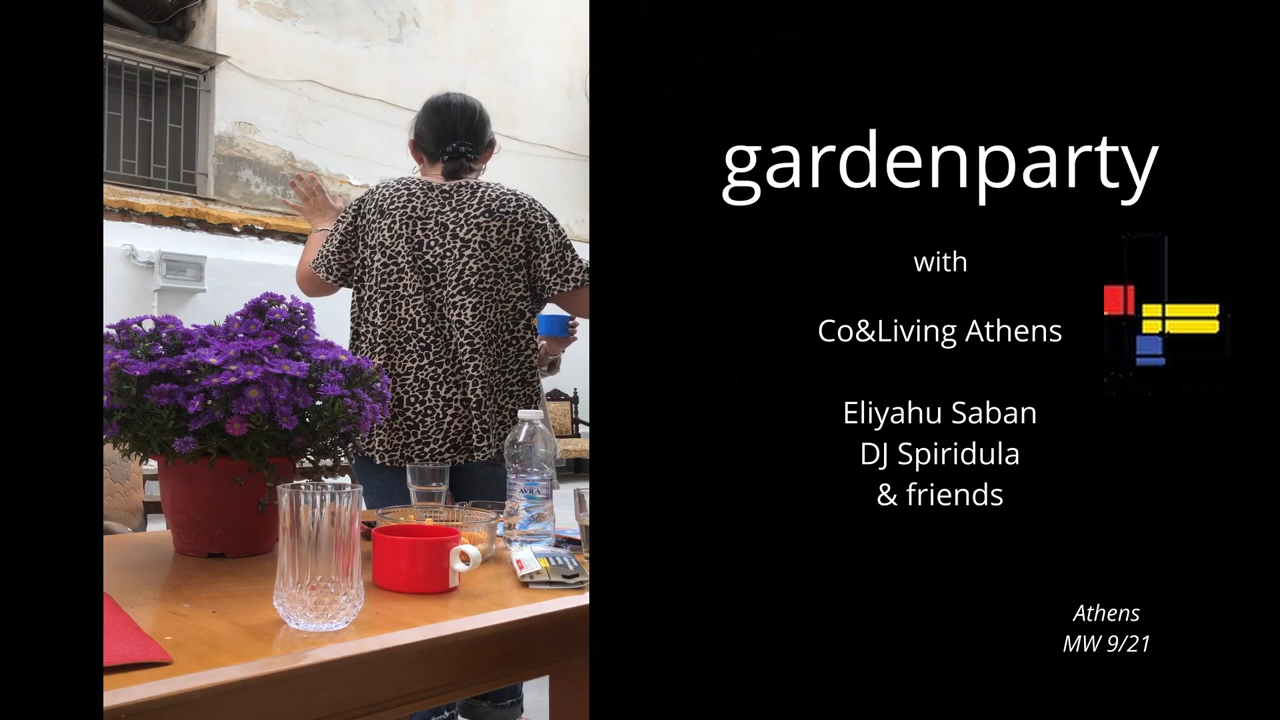 gardenparty
with
Co&Living Athens
Eliyahu Saban
DJ Spiridula
& friends
Athens
MW 9/21
AVRA